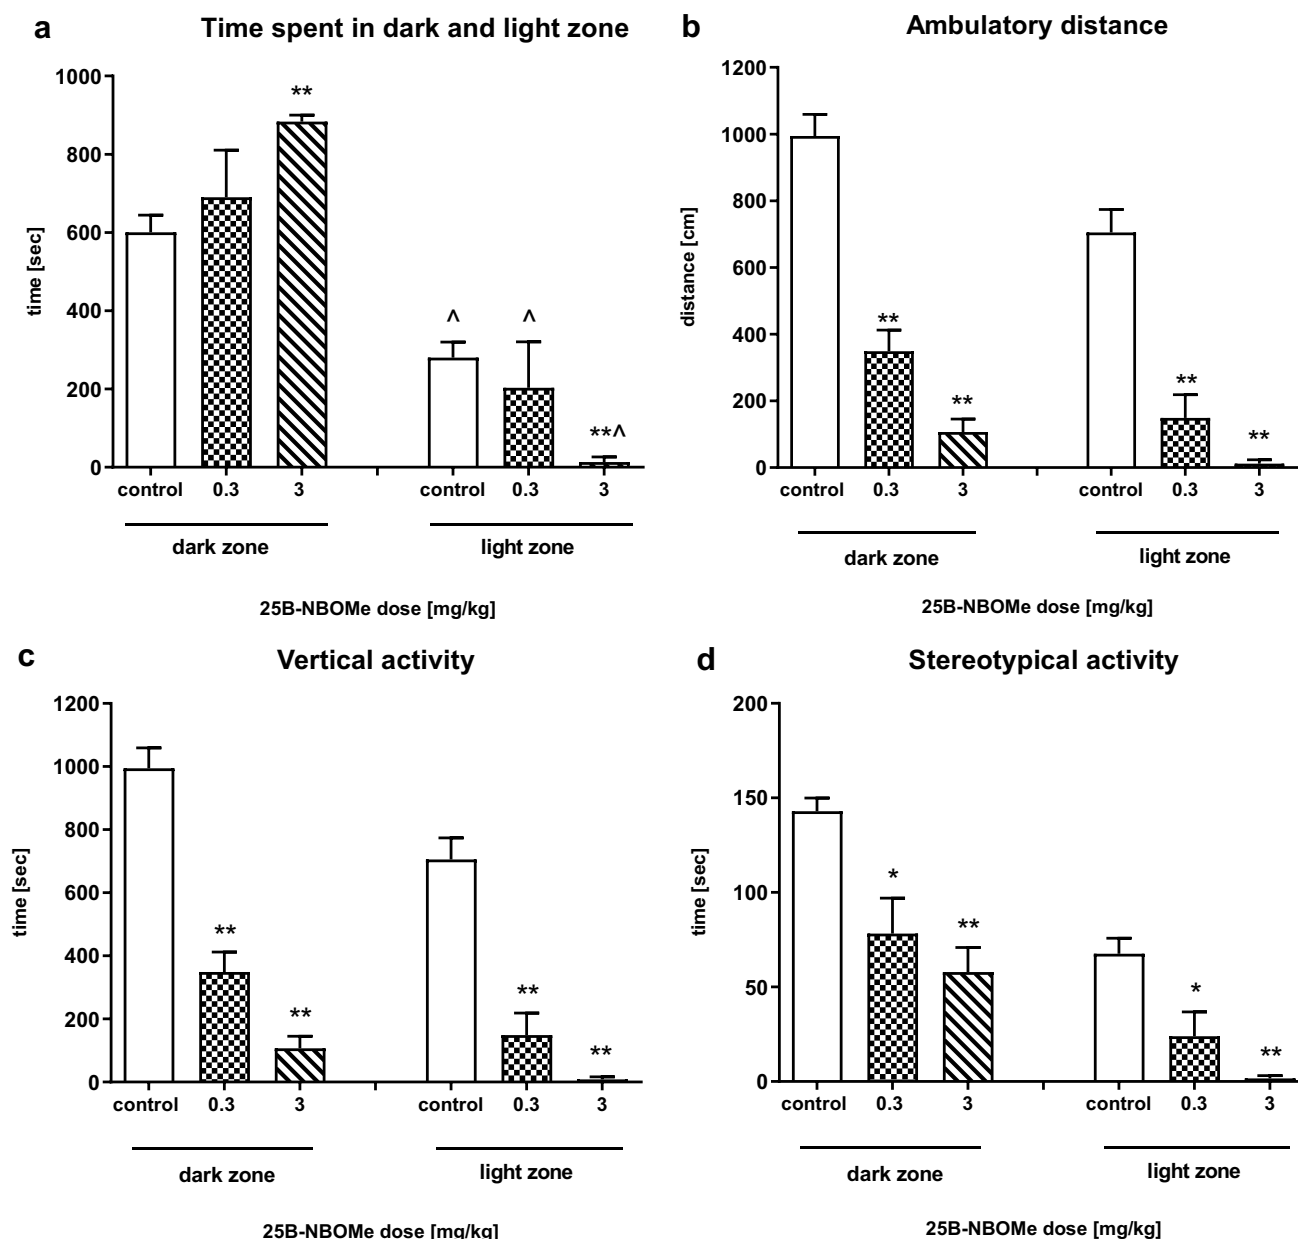 a
Time spent in dark and light zone
1000
800
600
400
200
0
time [sec]
**
^
^
**^
control
0.3
3
control
0.3
3
dark zone
light zone
25B-NBOMe dose [mg/kg]
b
Ambulatory distance
1200
1000
800
600
400
200
0
distance [cm]
**
**
**
**
control
0.3
3
control
0.3
3
dark zone
light zone
25B-NBOMe dose [mg/kg]
c
Vertical activity
1200
1000
800
600
400
200
0
time [sec]
**
**
**
**
control
0.3
3
control
0.3
3
dark zone
light zone
25B-NBOMe dose [mg/kg]
d
Stereotypical activity
200
150
100
50
0
time [sec]
*
**
*
**
control
0.3
3
control
0.3
3
dark zone
light zone
25B-NBOMe dose [mg/kg]